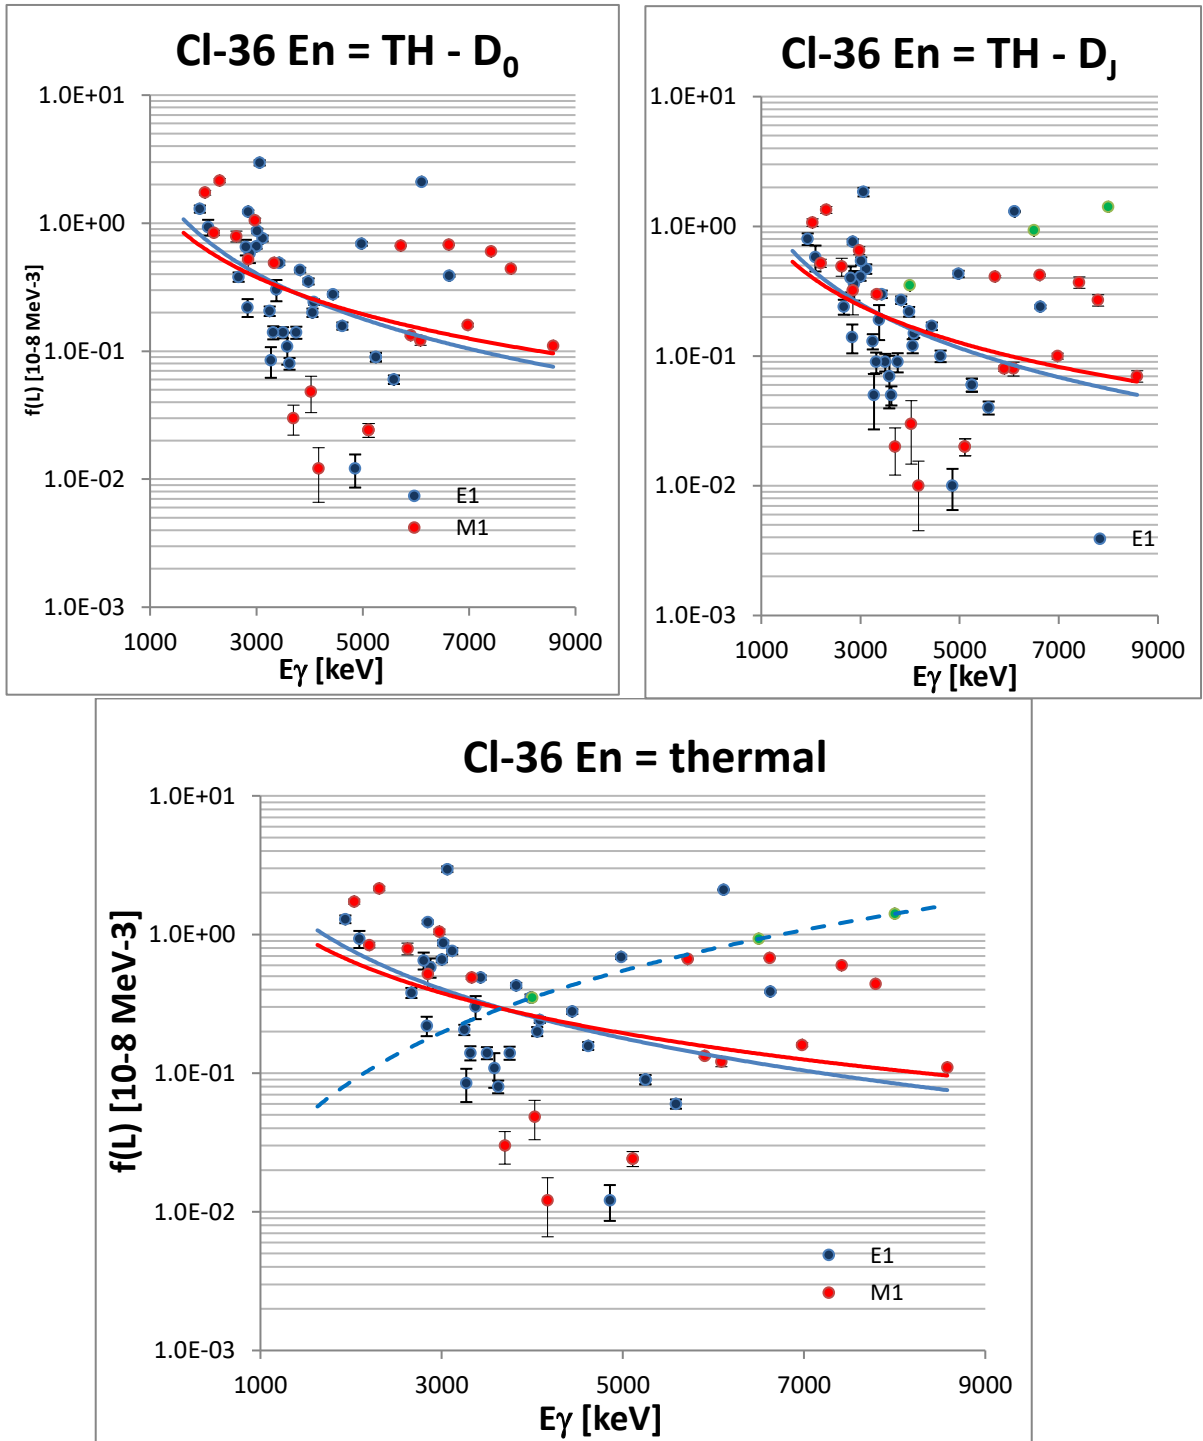 Cl-36 En = TH - D0
f(L) [10-8 MeV-3]
1.0E+01
1.0E+00
1.0E-01
1.0E-02
1.0E-03
E1
M1
1000 3000 5000 7000 9000
Eγ [keV]
Cl-36 En = TH - DJ
1.0E+01
1.0E+00
1.0E-01
1.0E-02
1.0E-03
E1
1000 3000 5000 7000 9000
Eγ [keV]
Cl-36 En = thermal
f(L) [10-8 MeV-3]
1.0E+01
1.0E+00
1.0E-01
1.0E-02
1.0E-03
E1
M1
1000 3000 5000 7000 9000
Eγ [keV]